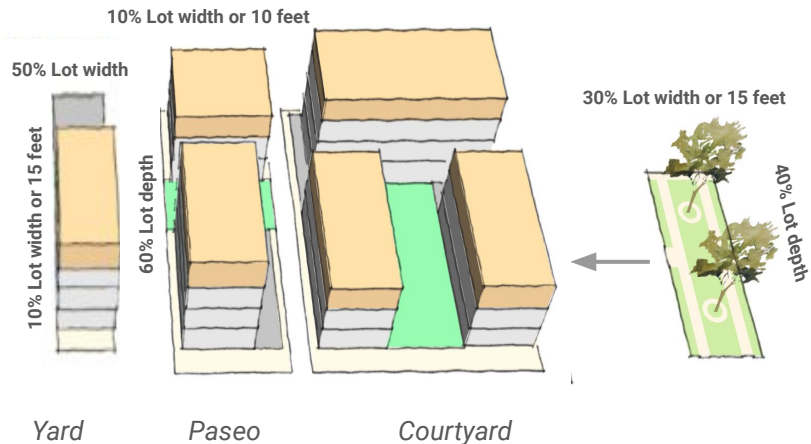 10% Lot width or 10 feet
50% Lot width
30% Lot width or 15 feet
10% Lot width or 15 feet
60% Lot depth
40% Lot depth
Yard
Paseo
Courtyard